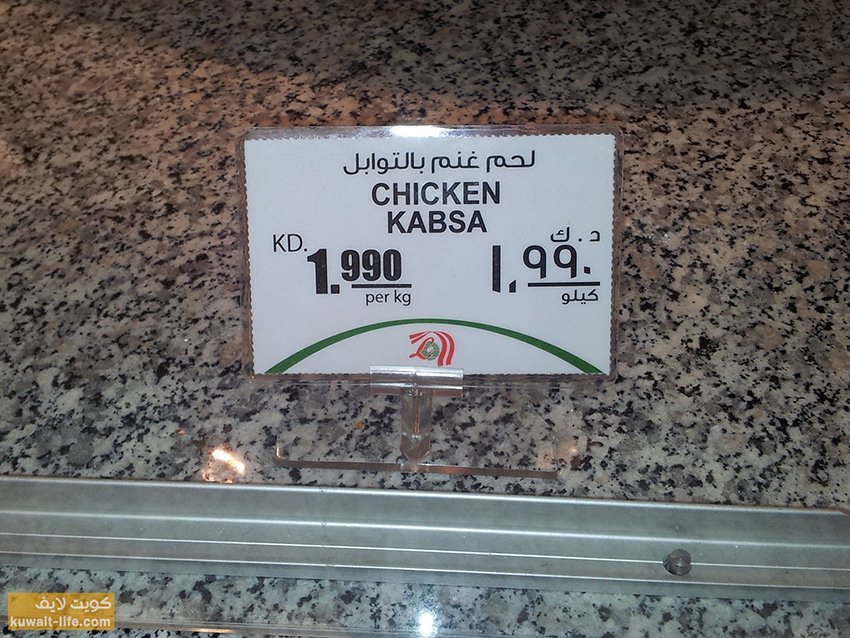 لحم غنم بالتوابل
CHICKEN
KABSA
KD.
1.990
per kg
د.ك
١.٩٩٠
كيلو
كويت لايف
kuwait-life.com